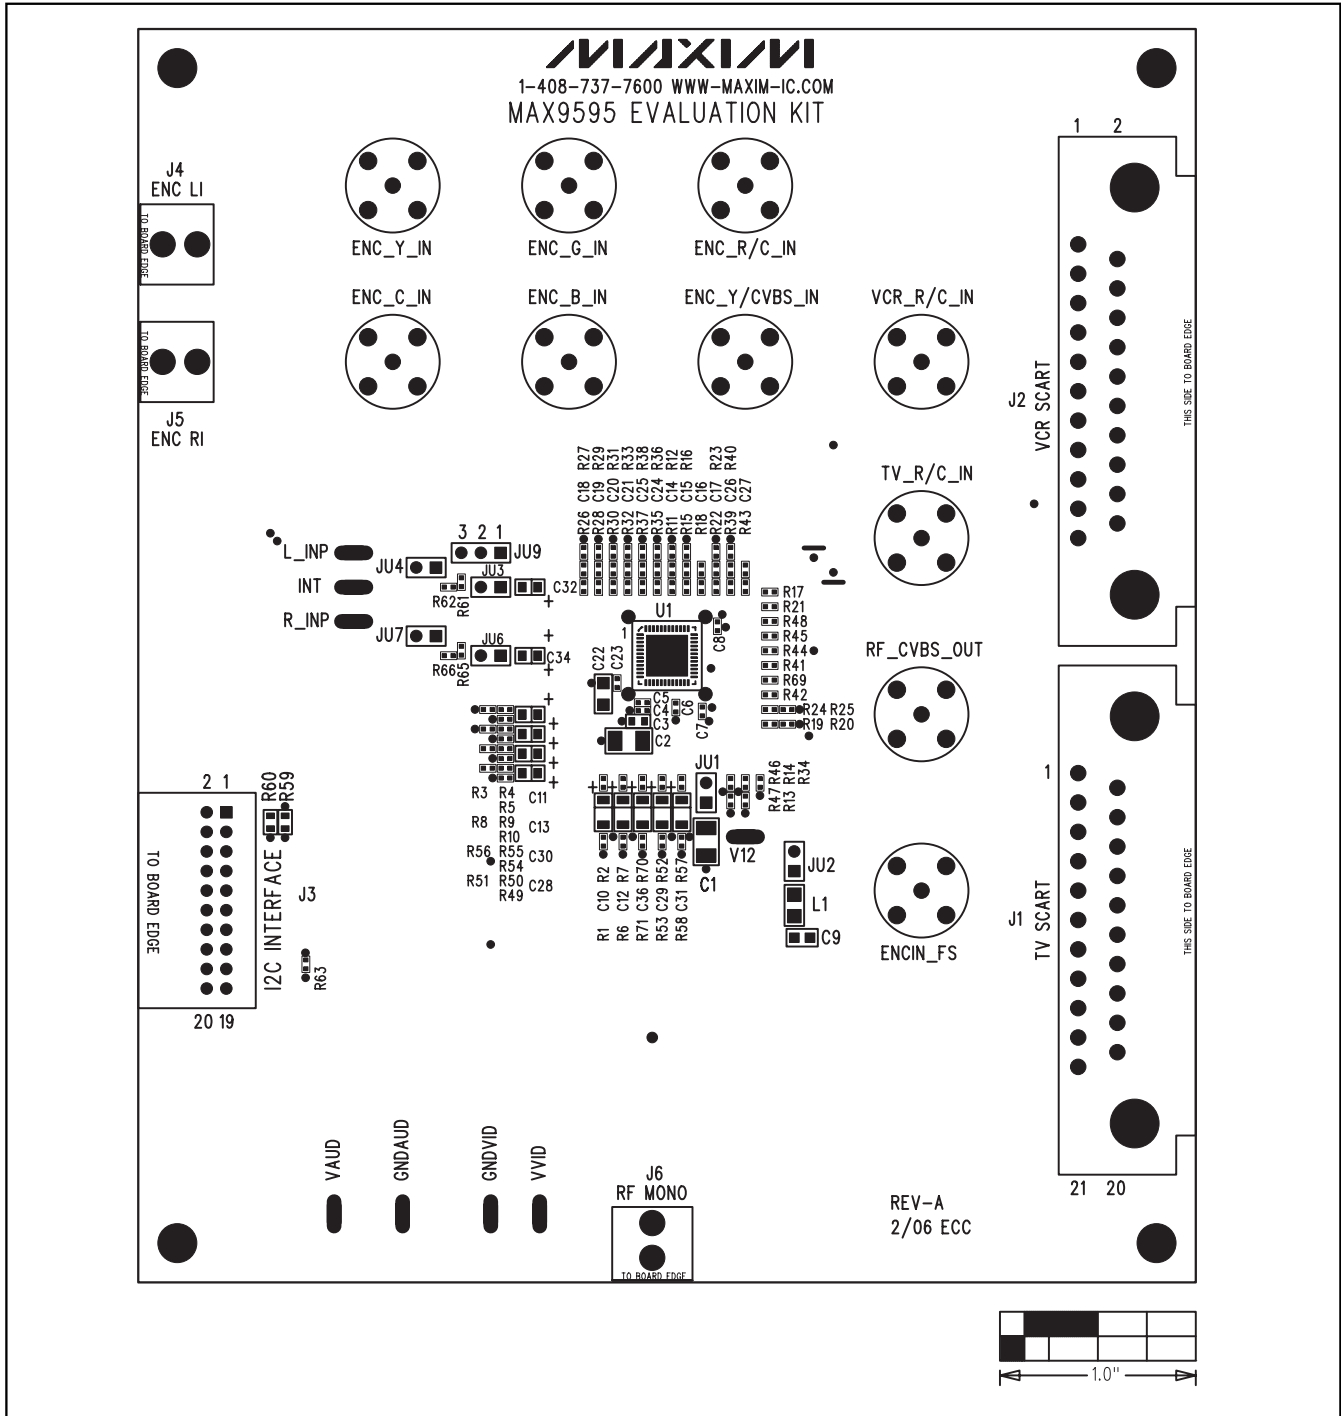 MAXIM
1-408-737-7600 WWW-MAXIM-IC.COM
MAX9595 EVALUATION KIT
1 2
J4
ENC LI
TO BOARD EDGE
ENC_Y_IN
ENC_G_IN
ENC_R/C_IN
ENC_C_IN
ENC_B_IN
ENC_Y/CVBS_IN
VCR_R/C_IN
TO BOARD EDGE
J5
ENC RI
J2
VCR SCART
THIS SIDE TO BOARD EDGE
TV_R/C_IN
R27
R29
R31
R33
R38
R36
R12
R16
R23
R40
R26 C18
R28 C19
R30 C20
R32 C21
R37 C25
R35 C24
R11 C14
R15 C15
R18 C16
R22 C17
R39 C26
R43 C27
3 2 1
JU9
L_INP
JU4
JU3
INT
R62
R61
C32
+
R_INP
JU7
JU6
+
R66
R65
C34
+
+
U1
1
C8
C22
C23
C5
C4
C3
C6
C7
C2
R17
R21
R48
R45
R44
R41
R69
R42
R24 R25
R19 R20
RF_CVBS_OUT
+
+
+
+
R3 R4
R5
C11
R8 R9
R10
C13
R56 R55
R54
C30
R51 R50
R49
C28
+ + + + +
R1 C10 R2
R6 C12 R7
R71 C36 R70
R53 C29 R52
R58 C31 R57
JU1
C1
V12
R46
R14
R34
R47
R13
JU2
L1
C9
ENCIN_FS
2 1
R60
R59
TO BOARD EDGE
I2C INTERFACE
J3
R63
20 19
1
J1
TV SCART
THIS SIDE TO BOARD EDGE
21 20
VAUD
GNDAUD
GNDVID
VVID
J6
RF MONO
TO BOARD EDGE
REV-A
2/06 ECC
1.0"